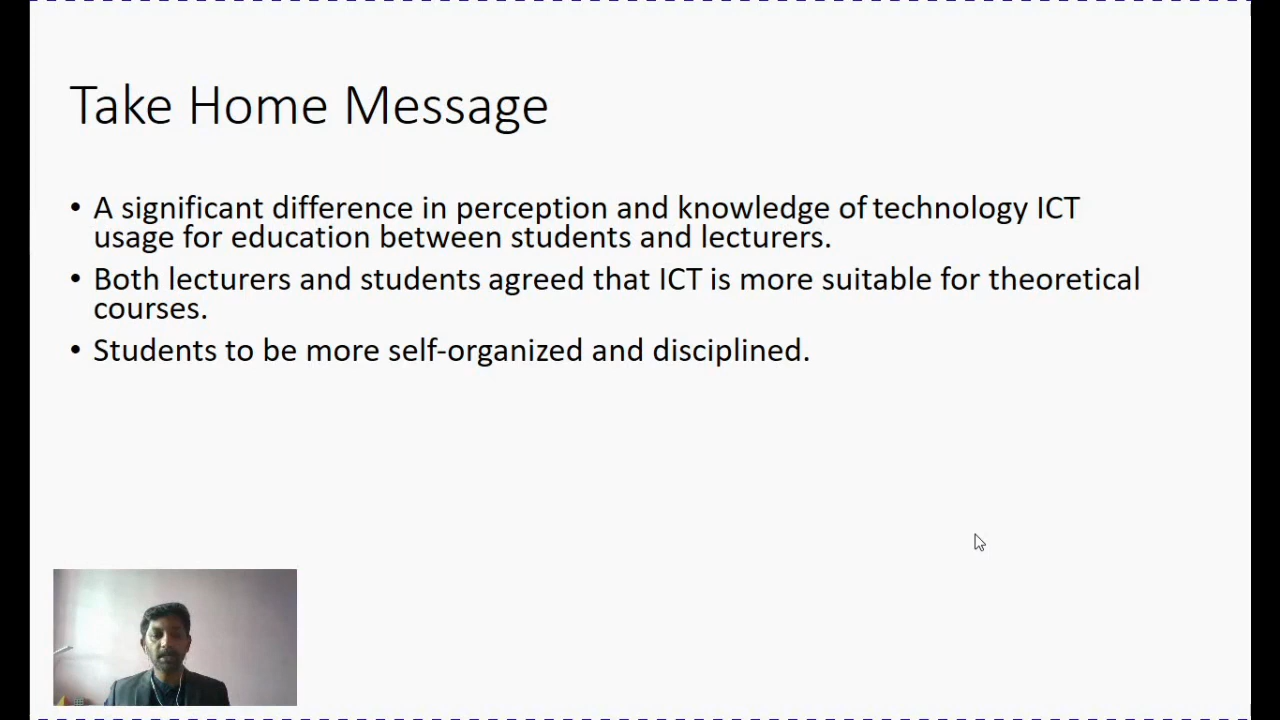 Take Home Message
• A significant difference in perception and knowledge of technology ICT
usage for education between students and lecturers.
• Both lecturers and students agreed that ICT is more suitable for theoretical
courses.
• Students to be more self-organized and disciplined.